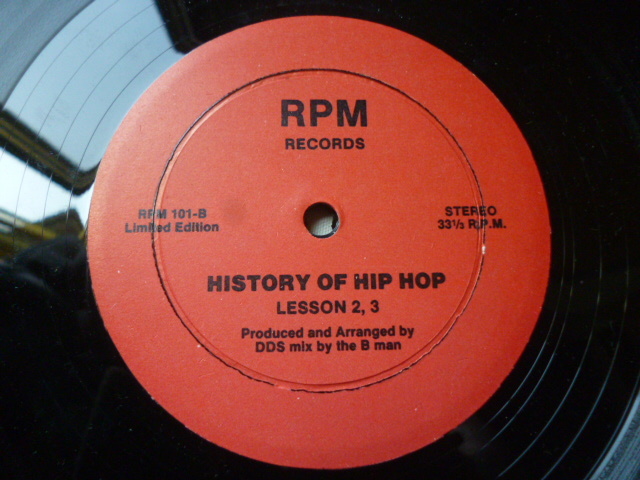 RPM
RECORDS
RPM 101-B
Limited Edition
STEREO
33⅓ R.P.M.
HISTORY OF HIP HOP
LESSON 2, 3
Produced and Arranged by
DDS mix by the B man